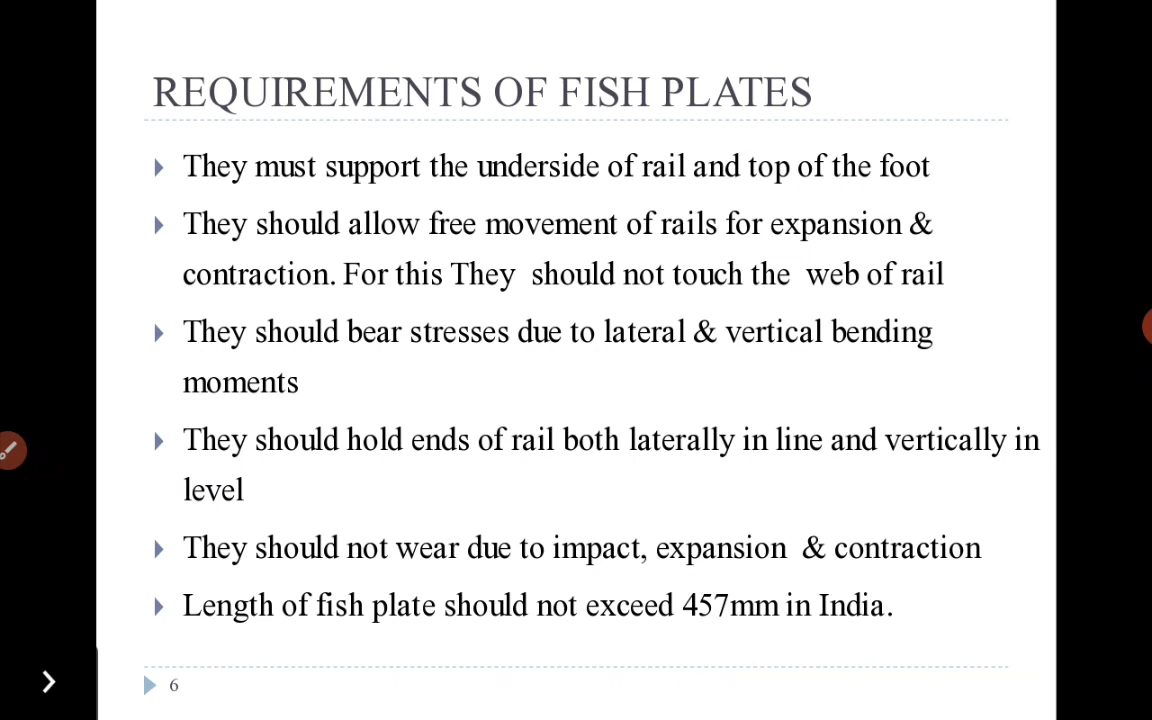 REQUIREMENTS OF FISH PLATES
They must support the underside of rail and top of the foot
They should allow free movement of rails for expansion &
contraction. For this They should not touch the web of rail
They should bear stresses due to lateral & vertical bending
moments
They should hold ends of rail both laterally in line and vertically in
level
They should not wear due to impact, expansion & contraction
Length of fish plate should not exceed 457mm in India.
6